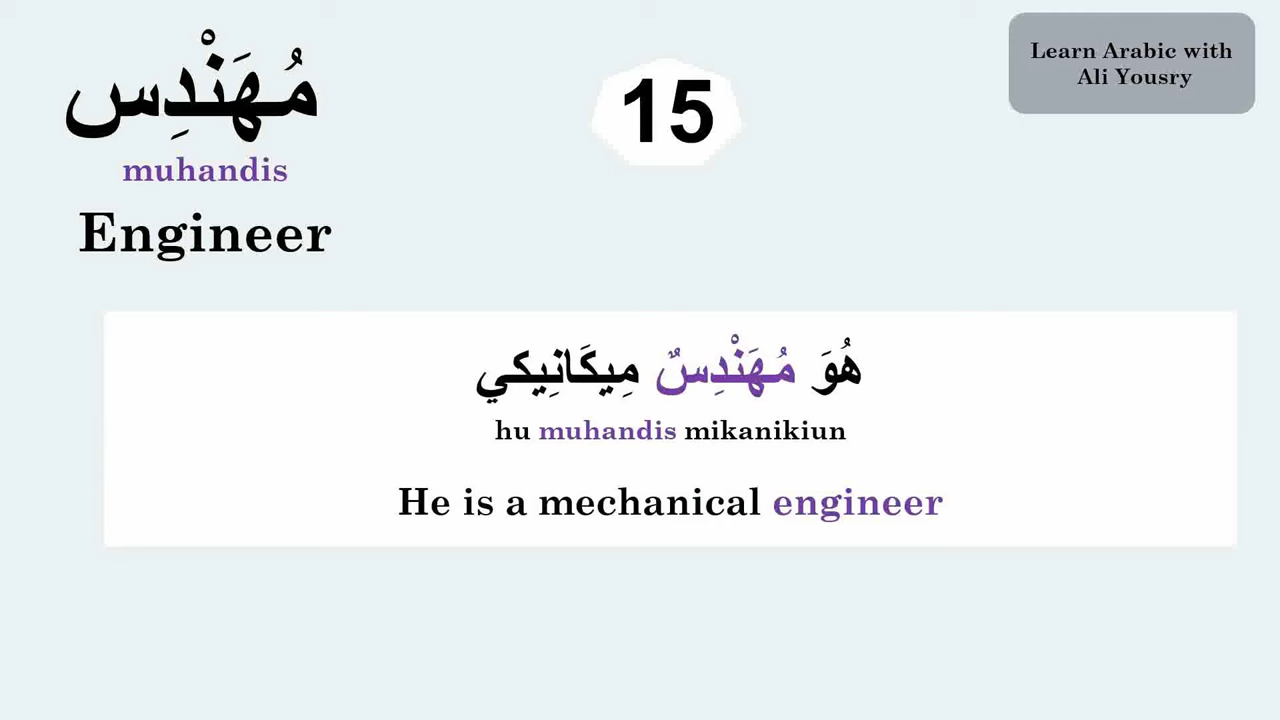 مُهَنْدِس
muhandis
Engineer
15
Learn Arabic with
Ali Yousry
هُوَ مُهَنْدِسٌ مِيكَانِيكي
hu muhandis mikanikiun
He is a mechanical engineer